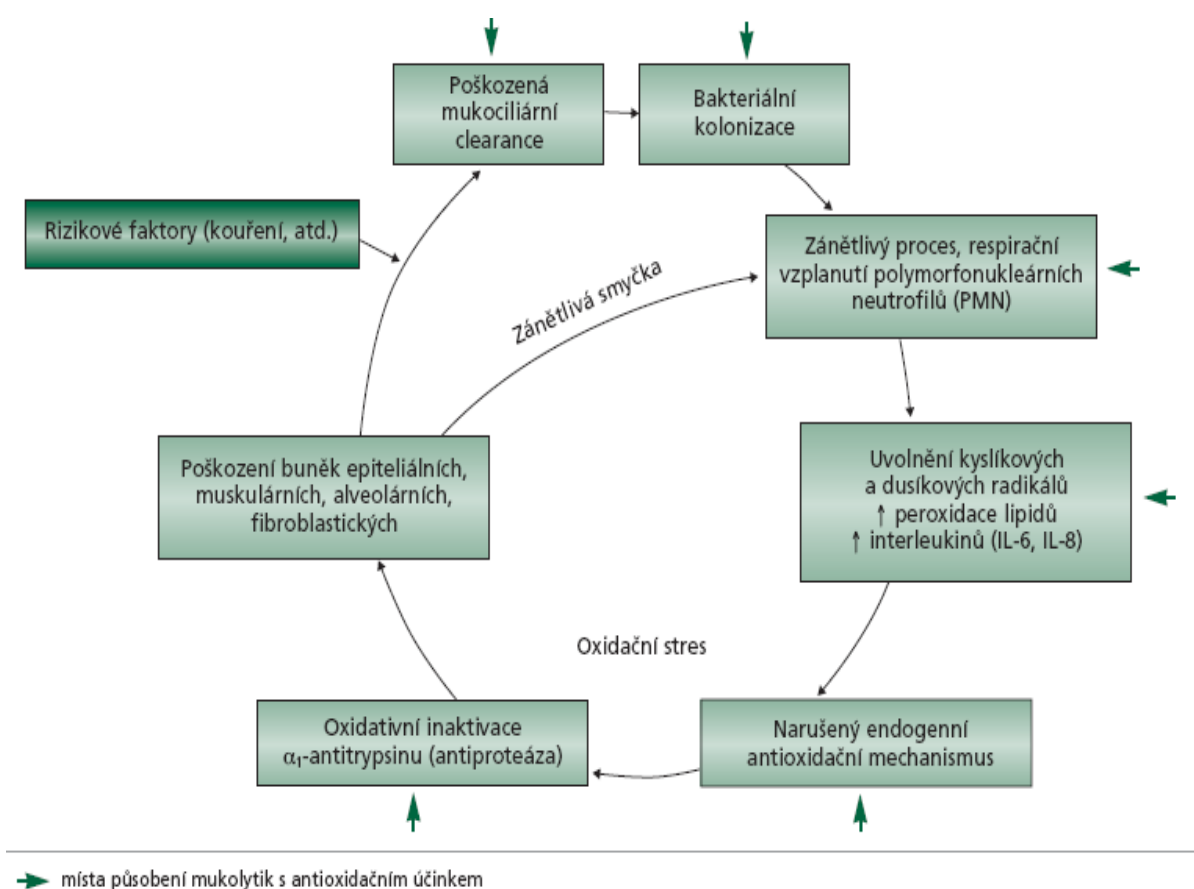 Poškozená
mukociliární
clearance
Bakteriální
kolonizace
Rizikové faktory (kouření, atd.)
Zánětlivý proces, respirační
vzplanutí polymorfonukleárních
neutrofilů (PMN)
Zánětlivá smyčka
Poškození buněk epiteliálních,
muskulárních, alveolárních,
fibroblastických
Uvolnění kyslíkových
a dusíkových radikálů
↑ peroxidace lipidů
↑ interleukinů (IL-6, IL-8)
Oxidační stres
Oxidativní inaktivace
α₁-antitrypsinu (antiproteáza)
Narušený endogenní
antioxidační mechanismus
místa působení mukolytik s antioxidačním účinkem